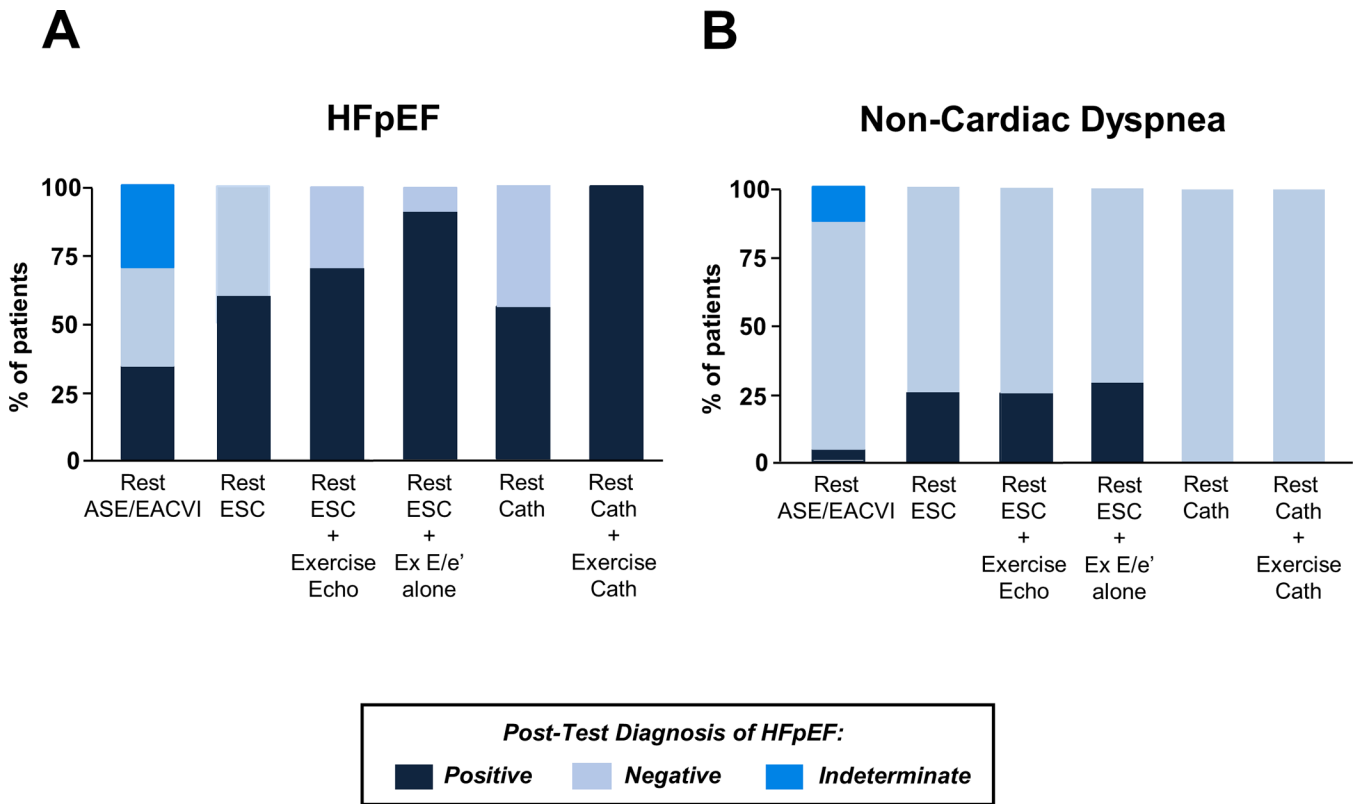 A
B
HFpEF
Non-Cardiac Dyspnea
% of patients
100
75
50
25
0
Rest
ASE/EACVI
Rest
ESC
Rest
ESC
+
Exercise
Echo
Rest
ESC
+
Ex E/e’
alone
Rest
Cath
Rest
Cath
+
Exercise
Cath
% of patients
100
75
50
25
0
Rest
ASE/EACVI
Rest
ESC
Rest
ESC
+
Exercise
Echo
Rest
ESC
+
Ex E/e’
alone
Rest
Cath
Rest
Cath
+
Exercise
Cath
Post-Test Diagnosis of HFpEF:
Positive Negative Indeterminate